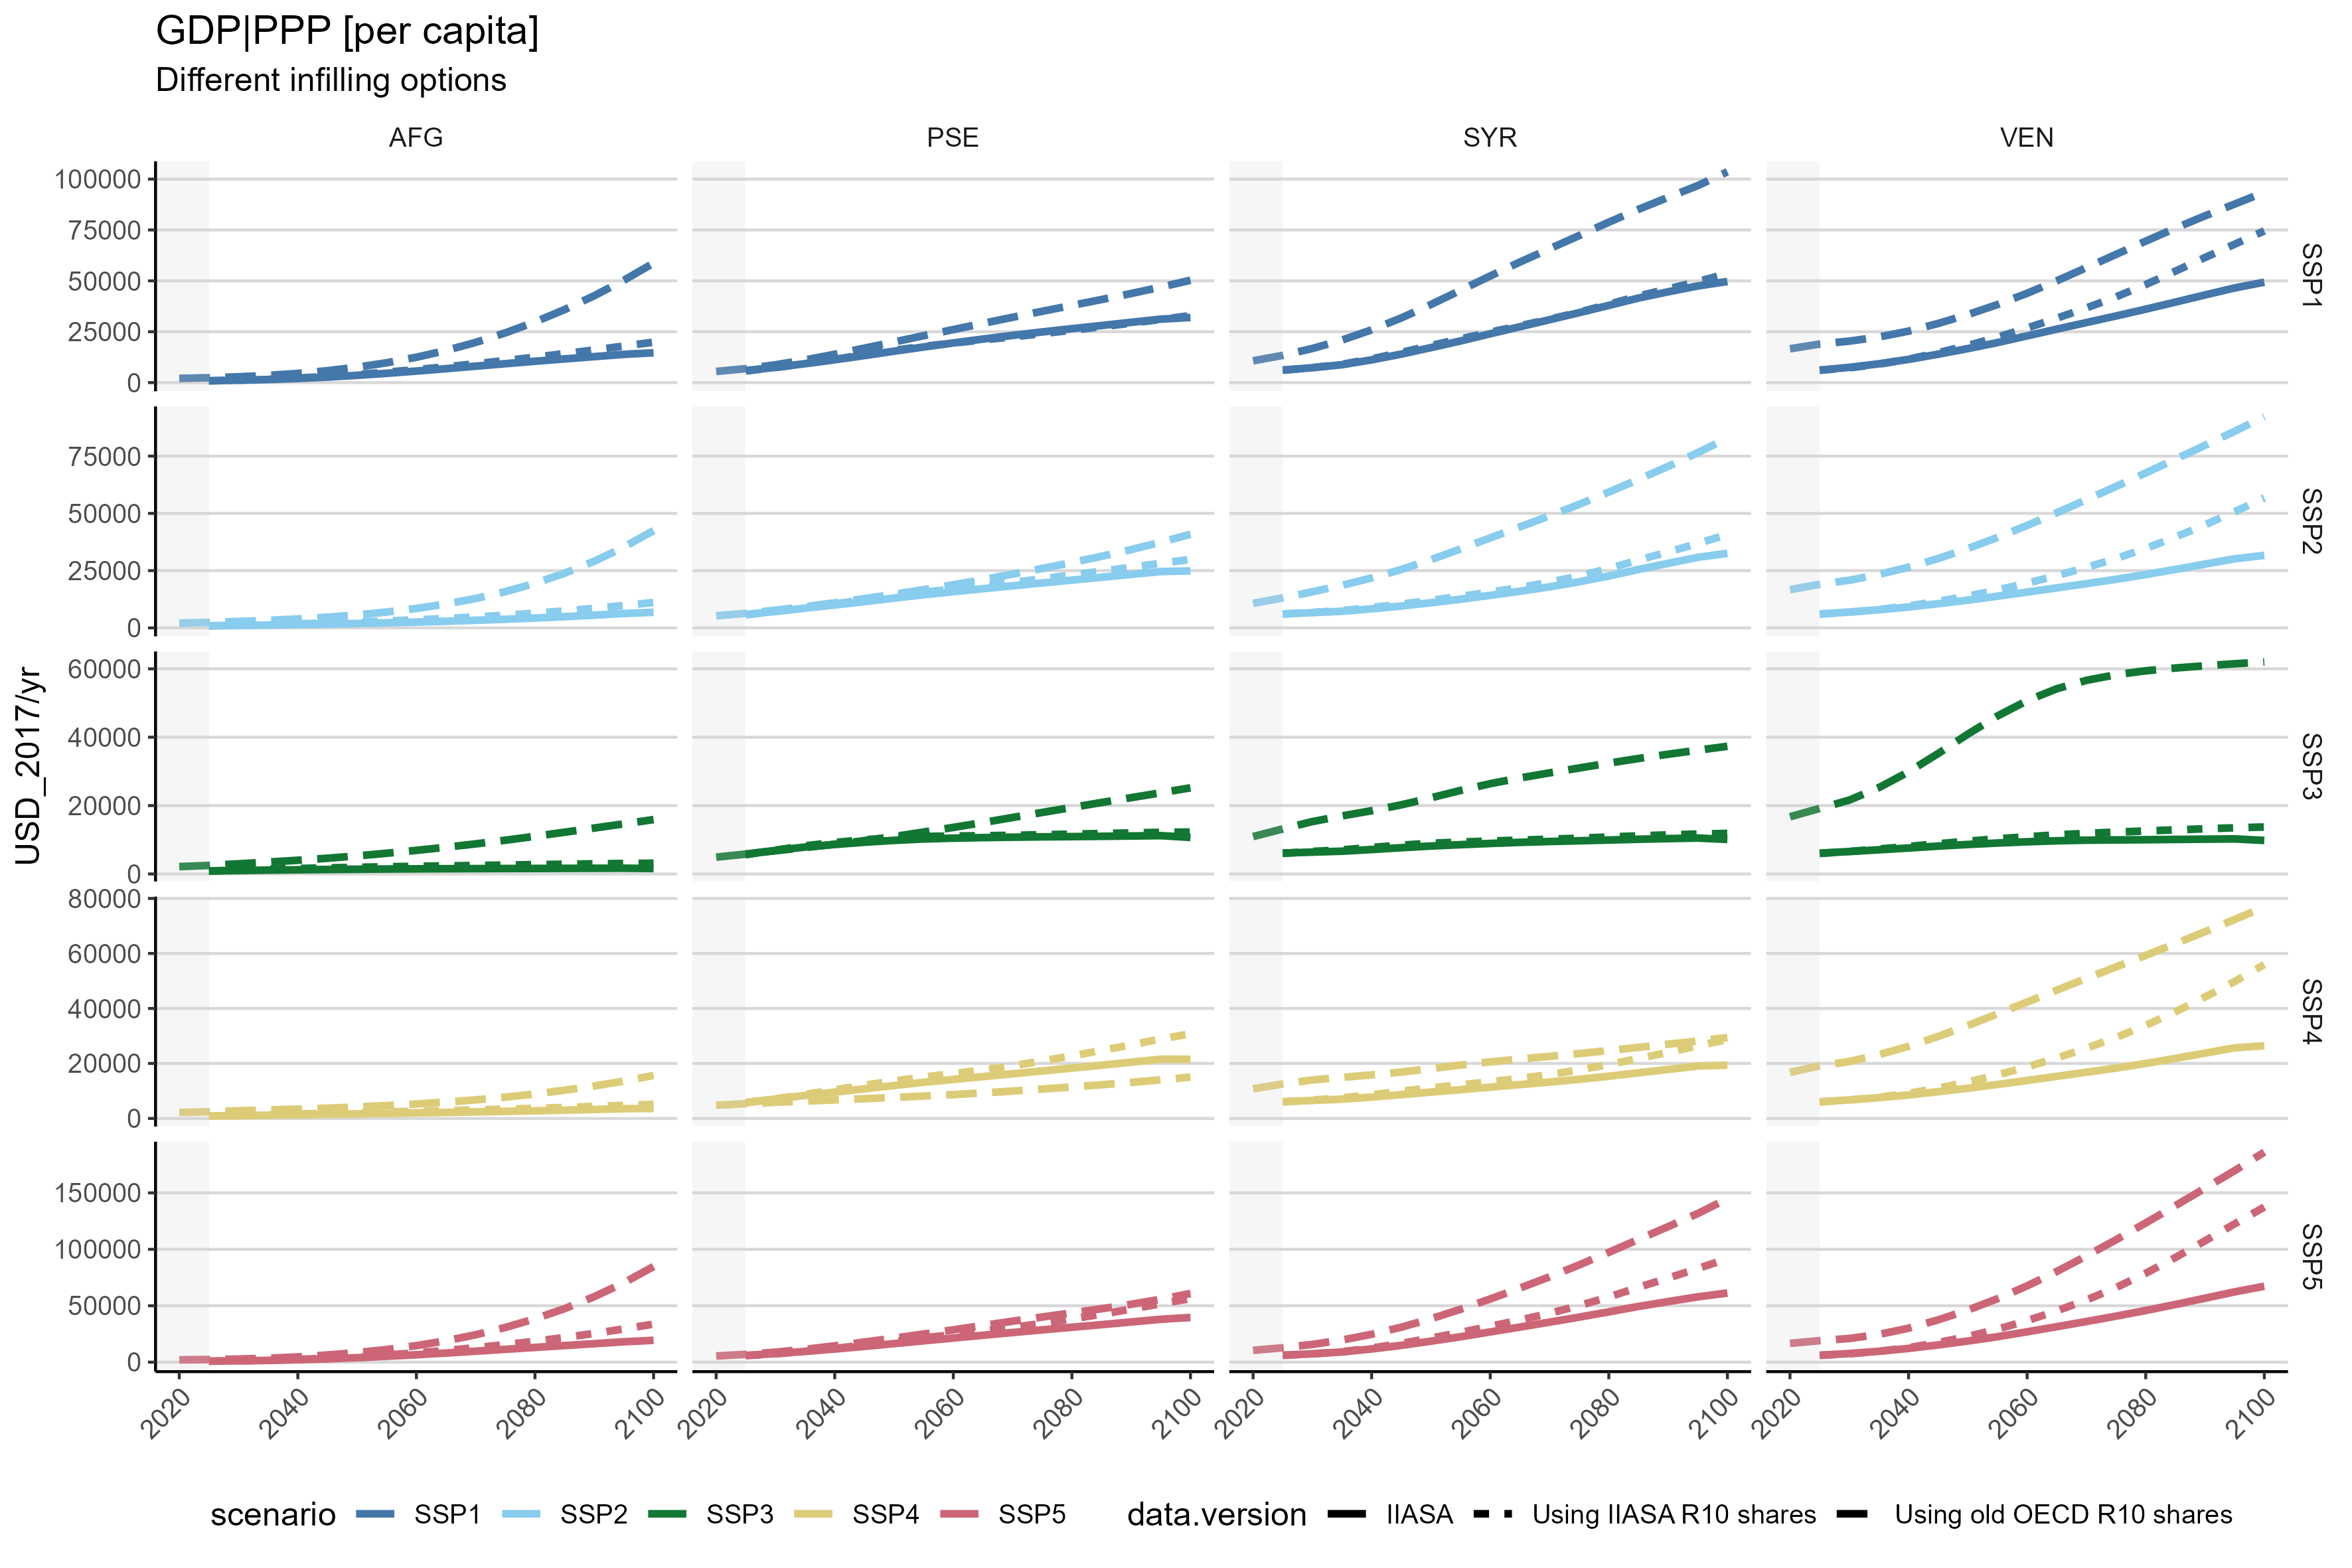 GDP|PPP [per capita]
Different infilling options
AFG PSE SYR VEN
100000
75000
50000
25000
0
SSP1
75000
50000
25000
0
SSP2
60000
40000
20000
0
SSP3
80000
60000
40000
20000
0
SSP4
150000
100000
50000
0
SSP5
USD_2017/yr
2020 2040 2060 2080 2100 2020 2040 2060 2080 2100 2020 2040 2060 2080 2100 2020 2040 2060 2080 2100
scenario SSP1 SSP2 SSP3 SSP4 SSP5 data.version IIASA Using IIASA R10 shares Using old OECD R10 shares